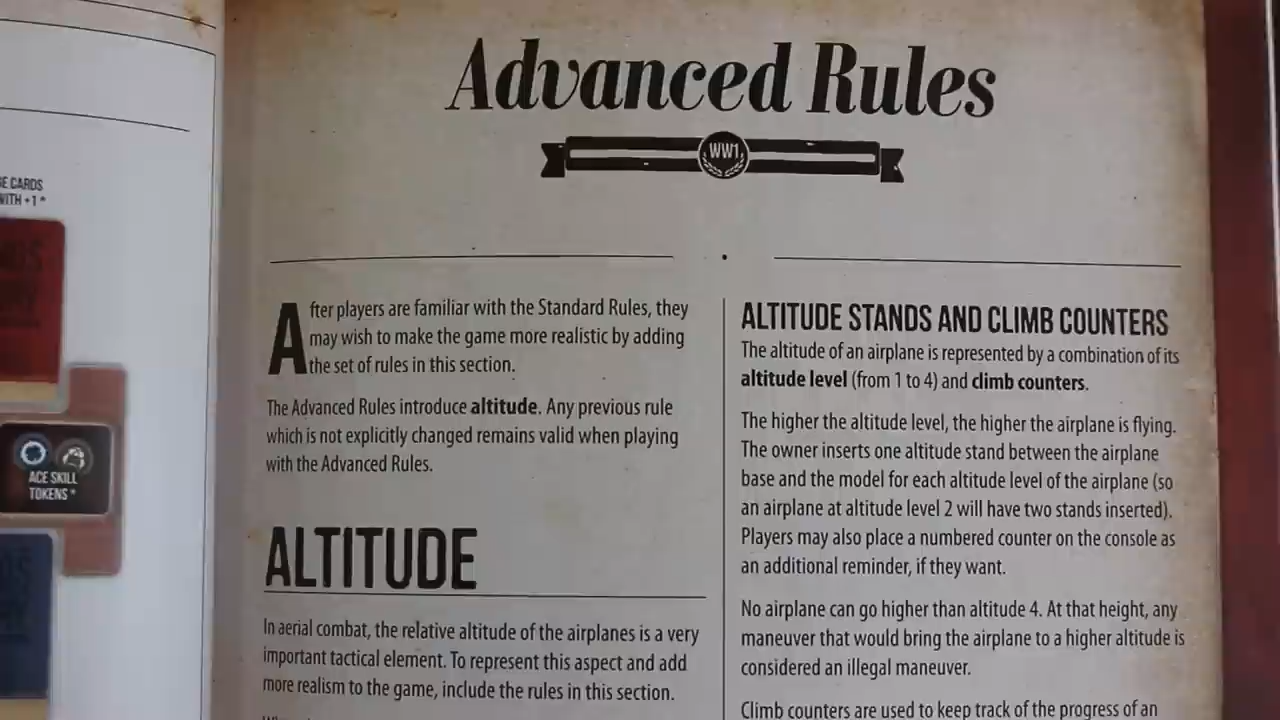 Advanced Rules
WW1
E CARDS
WITH +1 *
ACE SKILL
TOKENS *
After players are familiar with the Standard Rules, they
may wish to make the game more realistic by adding
the set of rules in this section.
The Advanced Rules introduce altitude. Any previous rule
which is not explicitly changed remains valid when playing
with the Advanced Rules.
ALTITUDE
In aerial combat, the relative altitude of the airplanes is a very
important tactical element. To represent this aspect and add
more realism to the game, include the rules in this section.
ALTITUDE STANDS AND CLIMB COUNTERS
The altitude of an airplane is represented by a combination of its
altitude level (from 1 to 4) and climb counters.
The higher the altitude level, the higher the airplane is flying.
The owner inserts one altitude stand between the airplane
base and the model for each altitude level of the airplane (so
an airplane at altitude level 2 will have two stands inserted).
Players may also place a numbered counter on the console as
an additional reminder, if they want.
No airplane can go higher than altitude 4. At that height, any
maneuver that would bring the airplane to a higher altitude is
considered an illegal maneuver.
Climb counters are used to keep track of the progress of an